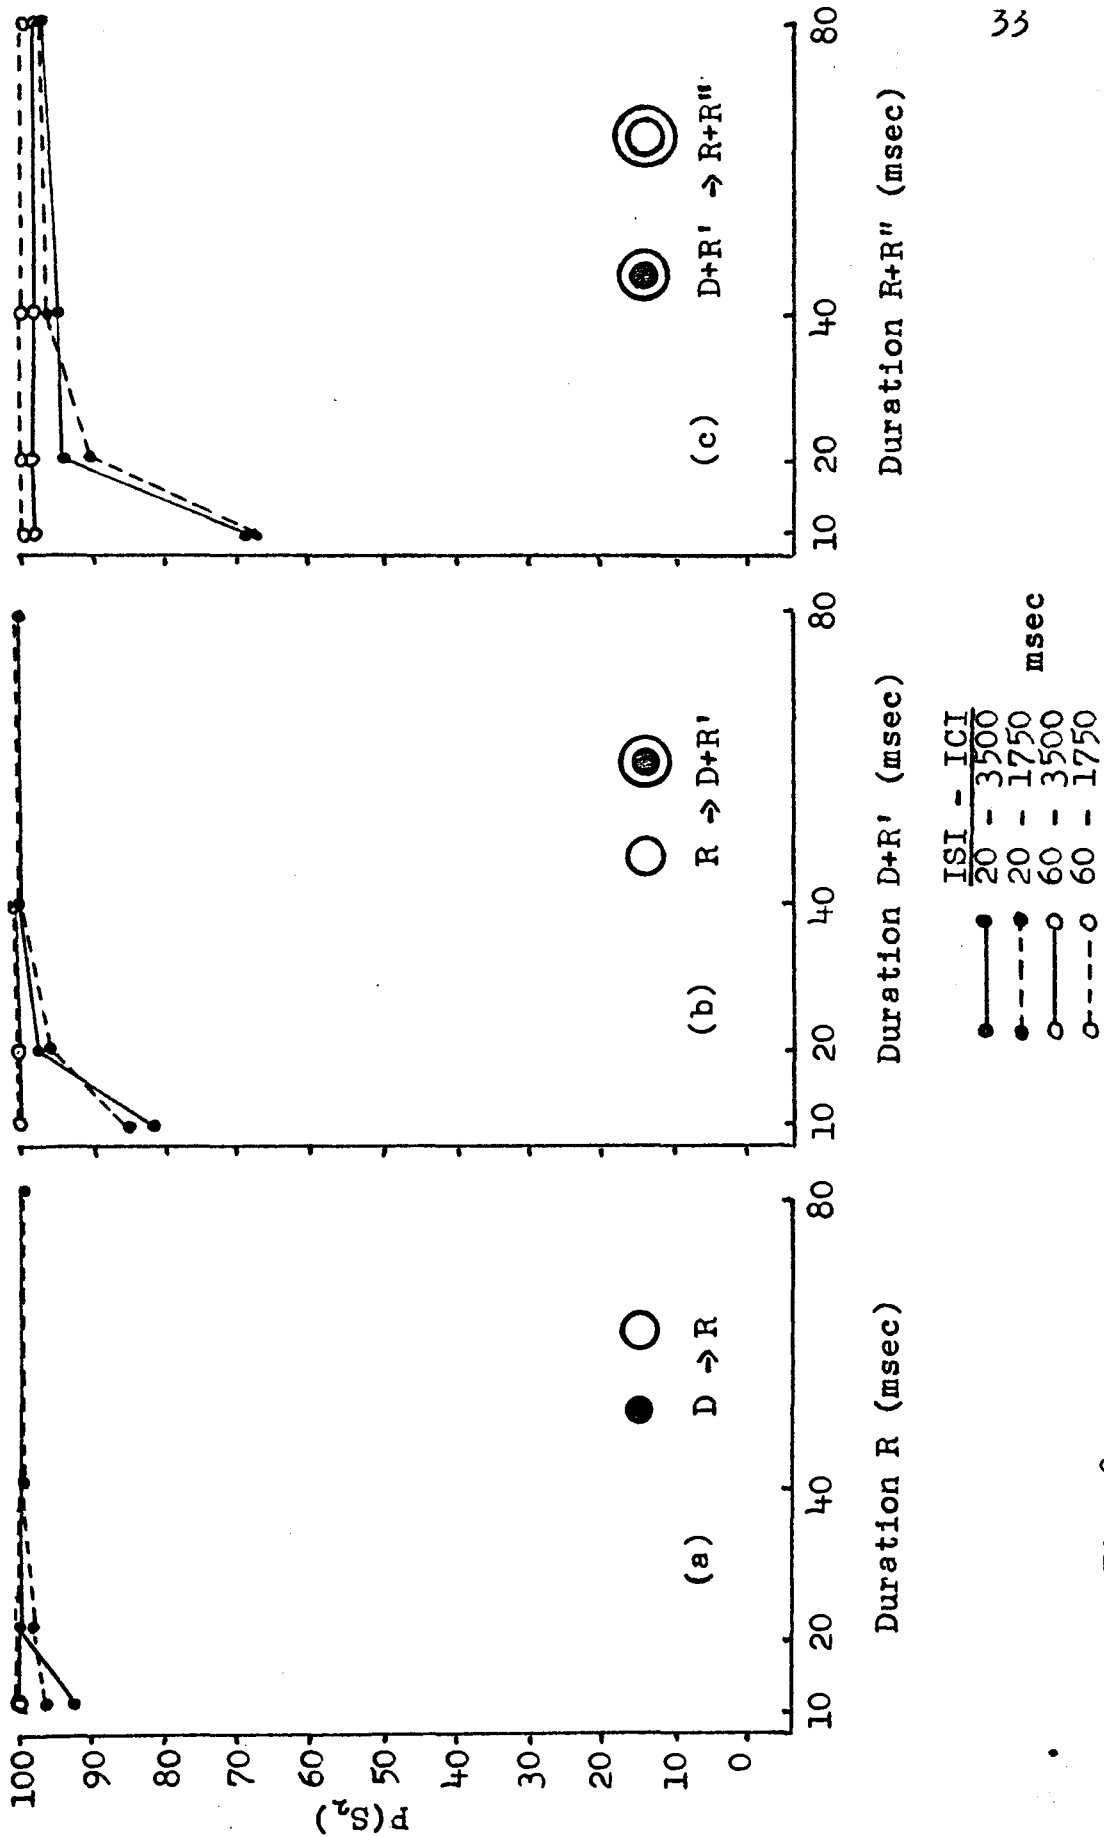 33
P(S₂)
100
90
80
70
60
50
40
30
20
10
0
(a)
D → R
10 20 40 80
Duration R (msec)
(b)
R → D+R'
10 20 40 80
Duration D+R' (msec)
(c)
D+R' → R+R"
10 20 40 80
Duration R+R" (msec)
ISI - ICI
20 - 3500
20 - 1750
60 - 3500
60 - 1750
msec